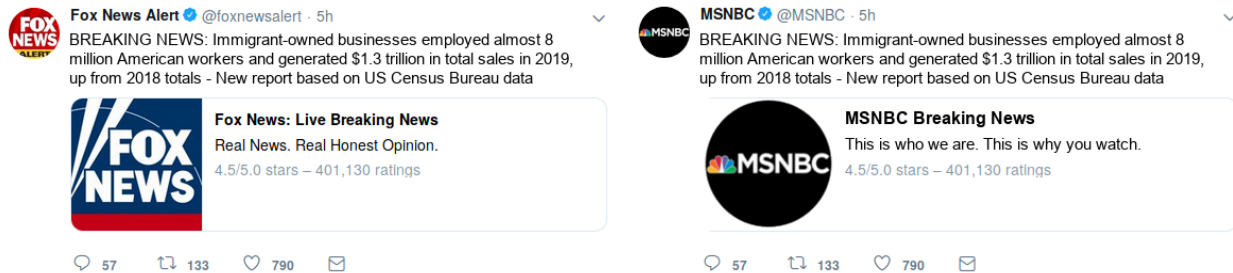 Fox News Alert @foxnewsalert · 5h
BREAKING NEWS: Immigrant-owned businesses employed almost 8
million American workers and generated $1.3 trillion in total sales in 2019,
up from 2018 totals - New report based on US Census Bureau data
FOX
NEWS
ALERT
FOX
NEWS
Fox News: Live Breaking News
Real News. Real Honest Opinion.
4.5/5.0 stars – 401,130 ratings
57 133 790
MSNBC @MSNBC · 5h
BREAKING NEWS: Immigrant-owned businesses employed almost 8
million American workers and generated $1.3 trillion in total sales in 2019,
up from 2018 totals - New report based on US Census Bureau data
MSNBC
MSNBC
MSNBC Breaking News
This is who we are. This is why you watch.
4.5/5.0 stars – 401,130 ratings
57 133 790